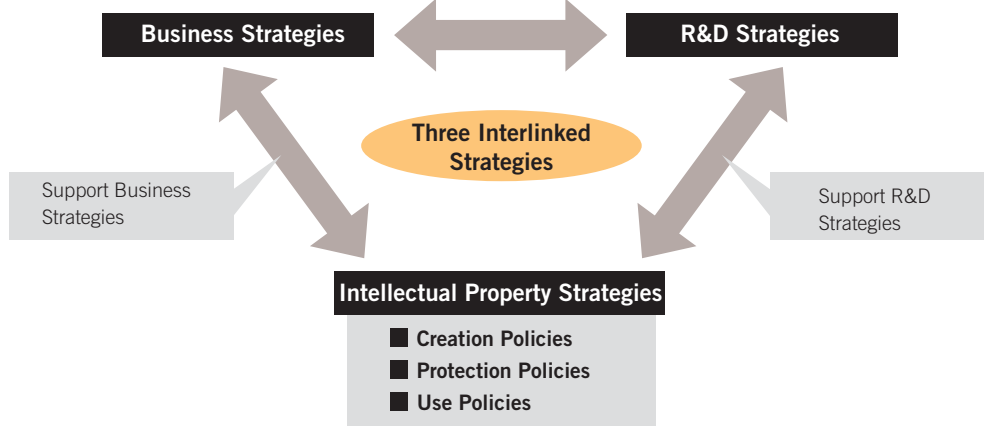 Business Strategies
R&D Strategies
Three Interlinked
Strategies
Support Business
Strategies
Support R&D
Strategies
Intellectual Property Strategies
Creation Policies
Protection Policies
Use Policies